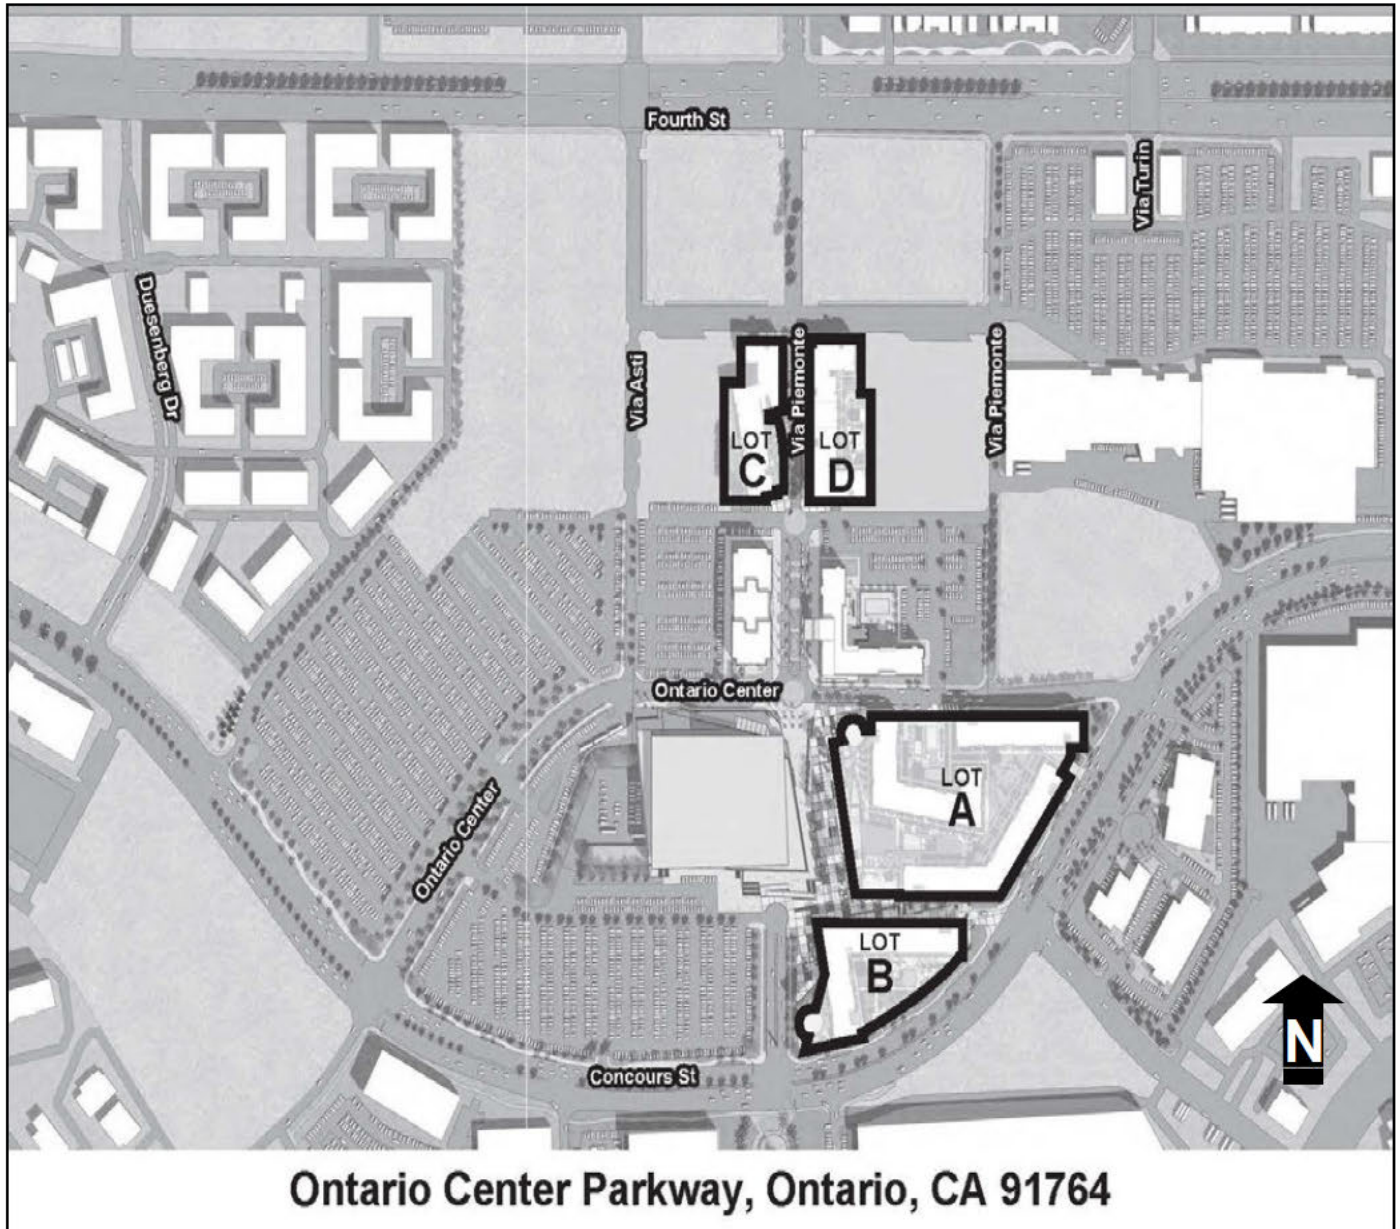 Fourth St
Via Turin
Duesenberg Dr
Via Asti
Via Piemonte
Via Piemonte
LOT
C
LOT
D
Ontario Center
LOT
A
Ontario Center
LOT
B
N
Concours St
Ontario Center Parkway, Ontario, CA 91764